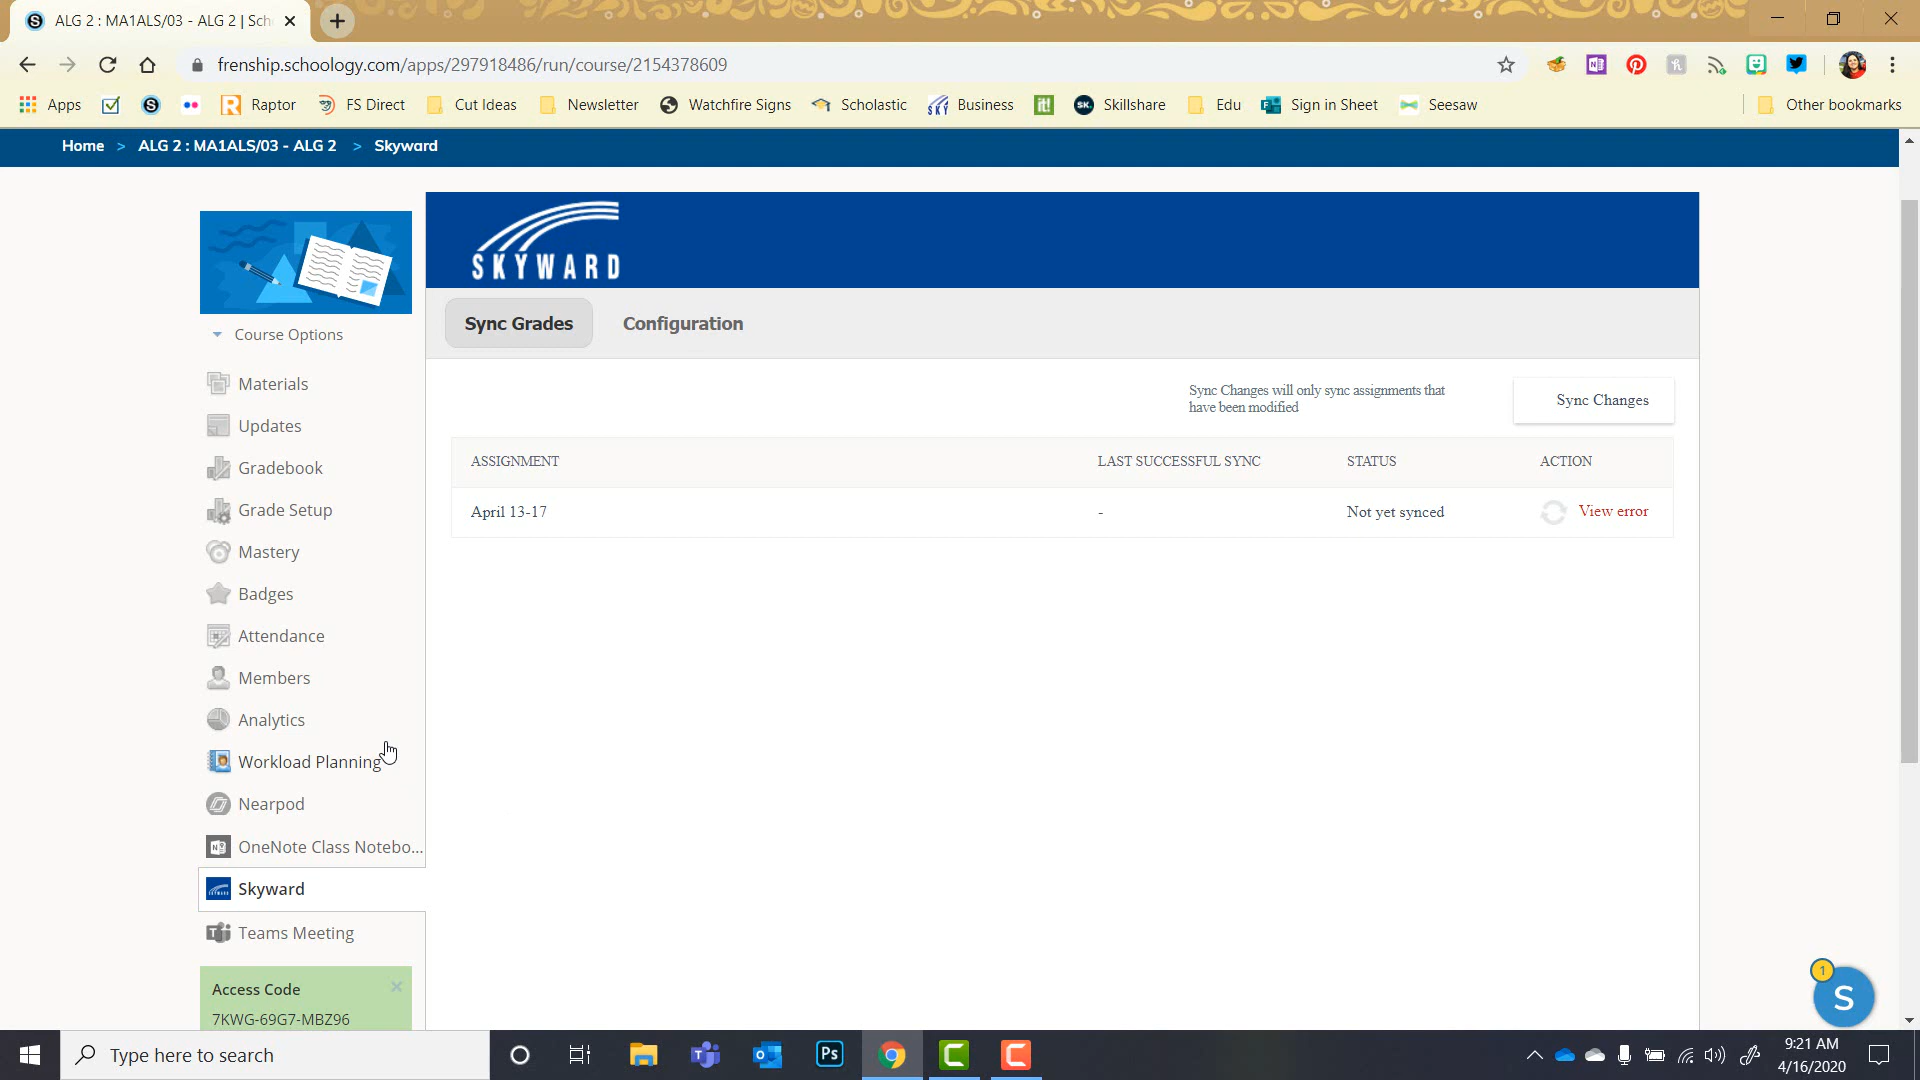 ALG 2 : MA1ALS/03 - ALG 2 | Sch
frenship.schoology.com/apps/297918486/run/course/2154378609
Apps
Raptor
FS Direct
Cut Ideas
Newsletter
Watchfire Signs
Scholastic
SKY Business
it!
SK. Skillshare
Edu
Sign in Sheet
Seesaw
Other bookmarks
Home > ALG 2 : MA1ALS/03 - ALG 2 > Skyward
SKYWARD
Course Options
Sync Grades
Configuration
Materials
Updates
Gradebook
Grade Setup
Mastery
Badges
Attendance
Members
Analytics
Workload Planning
Nearpod
OneNote Class Notebo...
Skyward
Teams Meeting
Access Code
7KWG-69G7-MBZ96
Sync Changes will only sync assignments that
have been modified
Sync Changes
ASSIGNMENT LAST SUCCESSFUL SYNC STATUS ACTION
April 13-17 - Not yet synced View error
1
S
Type here to search
Ps
9:21 AM
4/16/2020